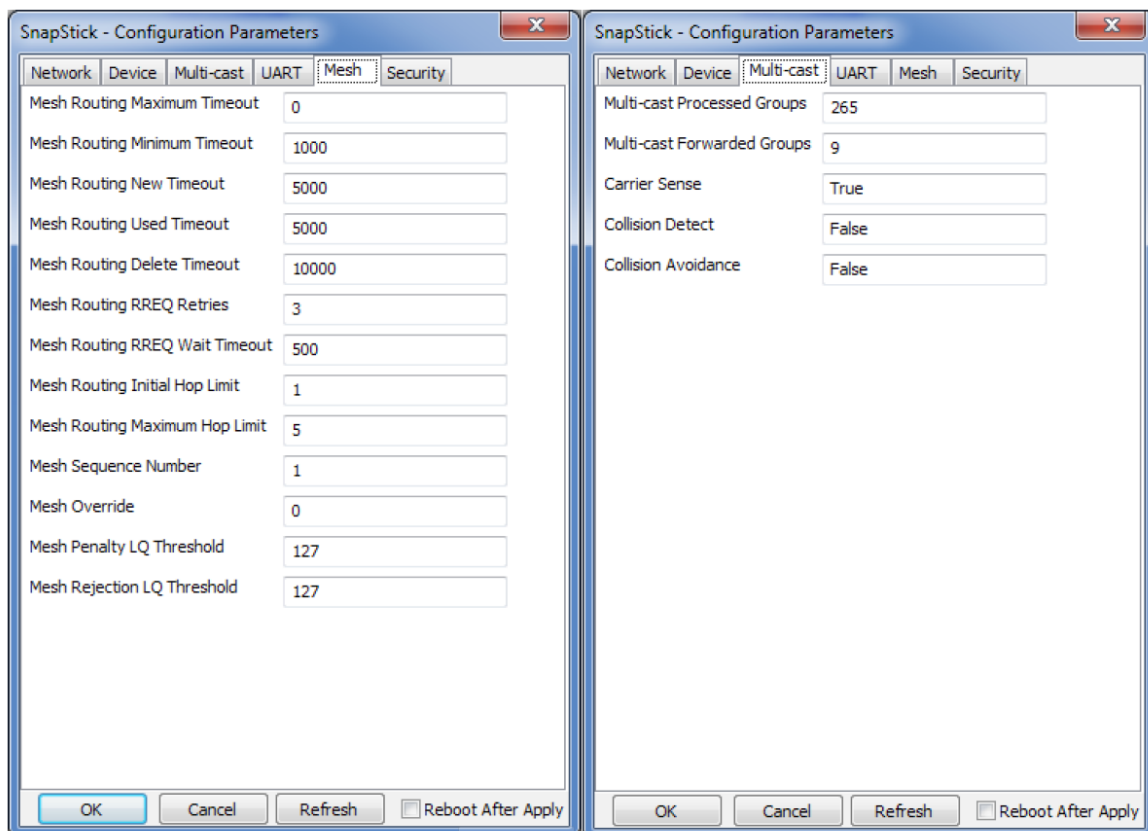 SnapStick - Configuration Parameters
Network Device Multi-cast UART Mesh Security
Mesh Routing Maximum Timeout 0
Mesh Routing Minimum Timeout 1000
Mesh Routing New Timeout 5000
Mesh Routing Used Timeout 5000
Mesh Routing Delete Timeout 10000
Mesh Routing RREQ Retries 3
Mesh Routing RREQ Wait Timeout 500
Mesh Routing Initial Hop Limit 1
Mesh Routing Maximum Hop Limit 5
Mesh Sequence Number 1
Mesh Override 0
Mesh Penalty LQ Threshold 127
Mesh Rejection LQ Threshold 127
OK Cancel Refresh Reboot After Apply
SnapStick - Configuration Parameters
Network Device Multi-cast UART Mesh Security
Multi-cast Processed Groups 265
Multi-cast Forwarded Groups 9
Carrier Sense True
Collision Detect False
Collision Avoidance False
OK Cancel Refresh Reboot After Apply